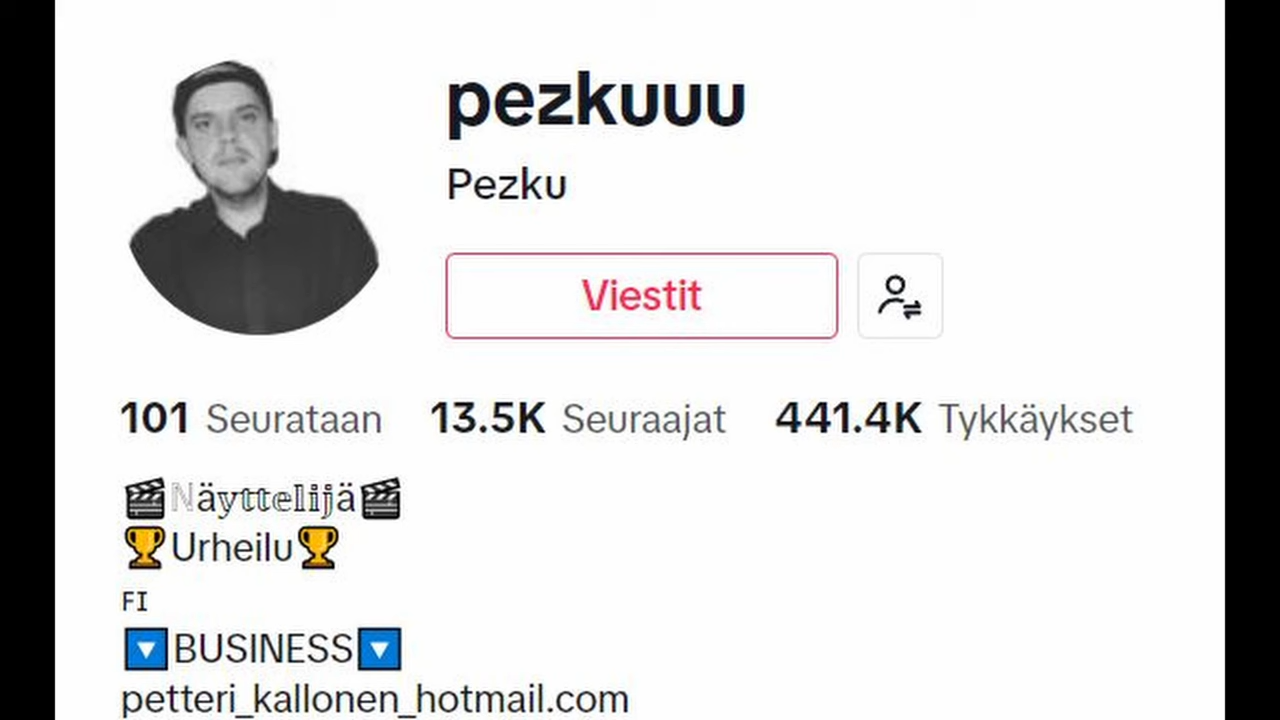 pezkuuu
Pezku
Viestit
101 Seurataan 13.5K Seuraajat 441.4K Tykkäykset
🎬ℕä𝕪𝕥𝕥𝕖𝕝𝕚𝕛ä🎬
🏆Urheilu🏆
FI
🔽BUSINESS🔽
petteri_kallonen_hotmail.com